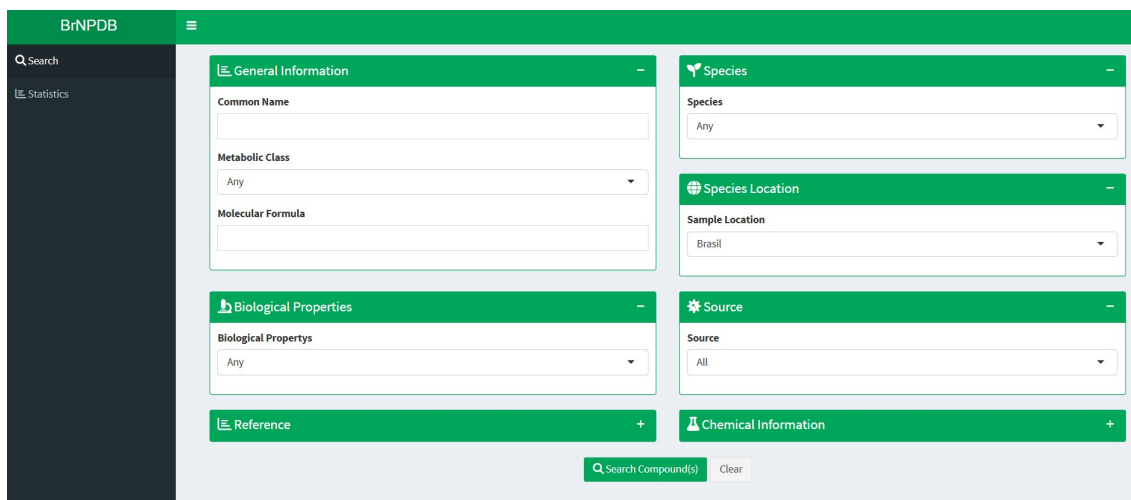 BrNPDB
Search
Statistics
General Information
Common Name
Metabolic Class
Any
Molecular Formula
Biological Properties
Biological Propertys
Any
Reference
Species
Species
Any
Species Location
Sample Location
Brasil
Source
Source
All
Chemical Information
Search Compound(s)
Clear